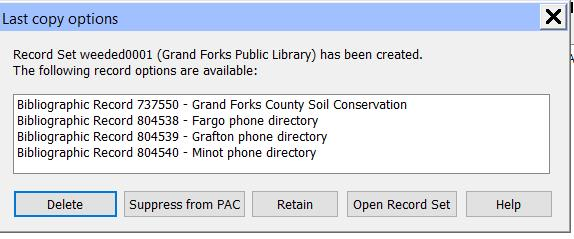 Last copy options
Record Set weeded0001 (Grand Forks Public Library) has been created.
The following record options are available:
Bibliographic Record 737550 - Grand Forks County Soil Conservation
Bibliographic Record 804538 - Fargo phone directory
Bibliographic Record 804539 - Grafton phone directory
Bibliographic Record 804540 - Minot phone directory
Delete Suppress from PAC Retain Open Record Set Help